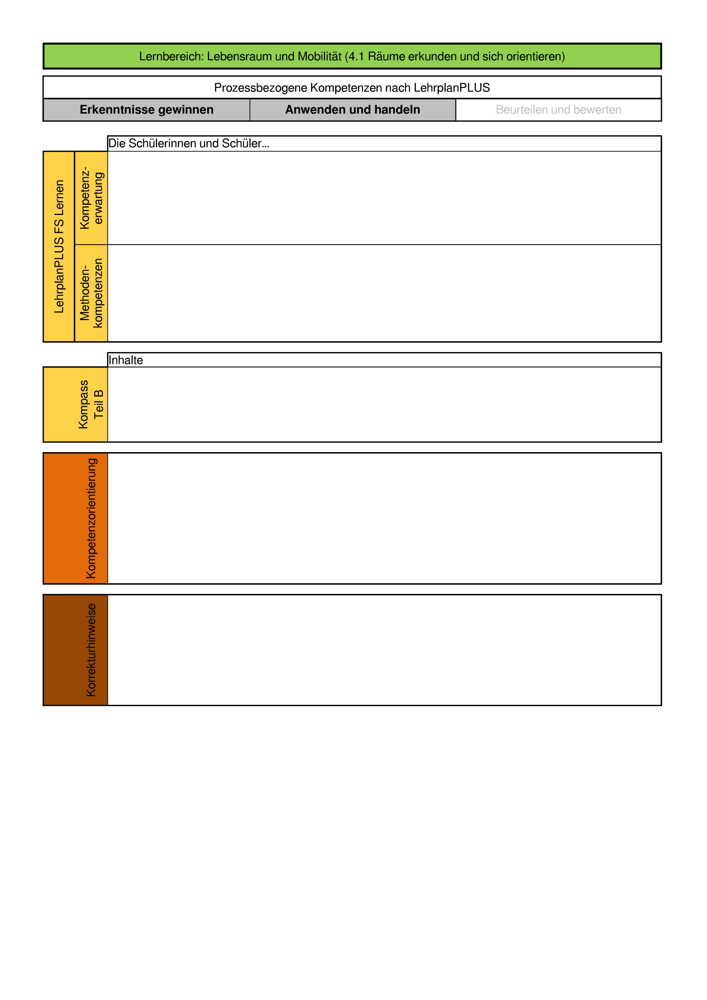 Lernbereich: Lebensraum und Mobilität (4.1 Räume erkunden und sich orientieren)
Prozessbezogene Kompetenzen nach LehrplanPLUS
Erkenntnisse gewinnen
Anwenden und handeln
Beurteilen und bewerten
Die Schülerinnen und Schüler...
LehrplanPLUS FS Lernen
Kompetenz-
erwartung
Methoden-
kompetenzen
Inhalte
Kompass
Teil B
Kompetenzorientierung
Korrekturhinweise